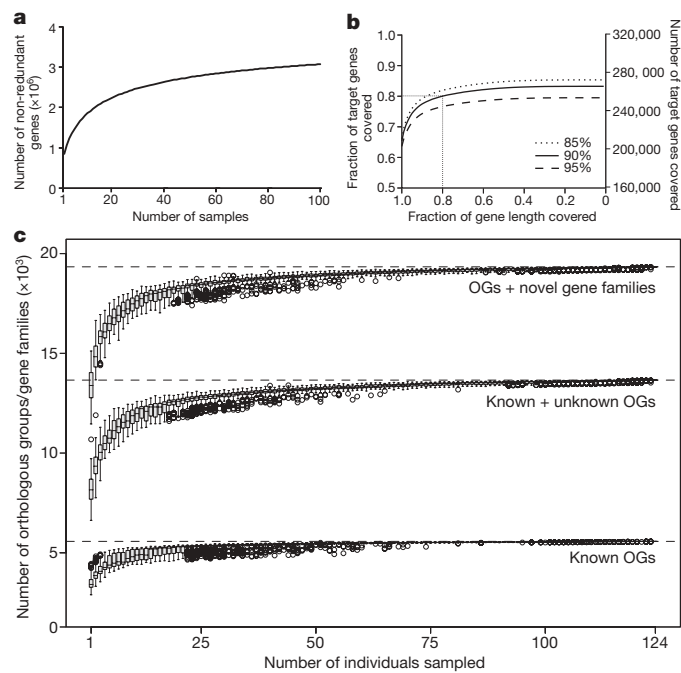 a
Number of non-redundant
genes (×10⁶)
4
3
2
1
0
1
20
40
60
80
100
Number of samples
b
Fraction of target genes
covered
1.0
0.9
0.8
0.7
0.6
0.5
1.0
0.8
0.6
0.4
0.2
0
Fraction of gene length covered
320,000
280,000
240,000
200,000
160,000
Number of target genes covered
85%
90%
95%
c
Number of orthologous groups/gene families (×10³)
20
15
10
5
0
OGs + novel gene families
Known + unknown OGs
Known OGs
1
25
50
75
100
124
Number of individuals sampled